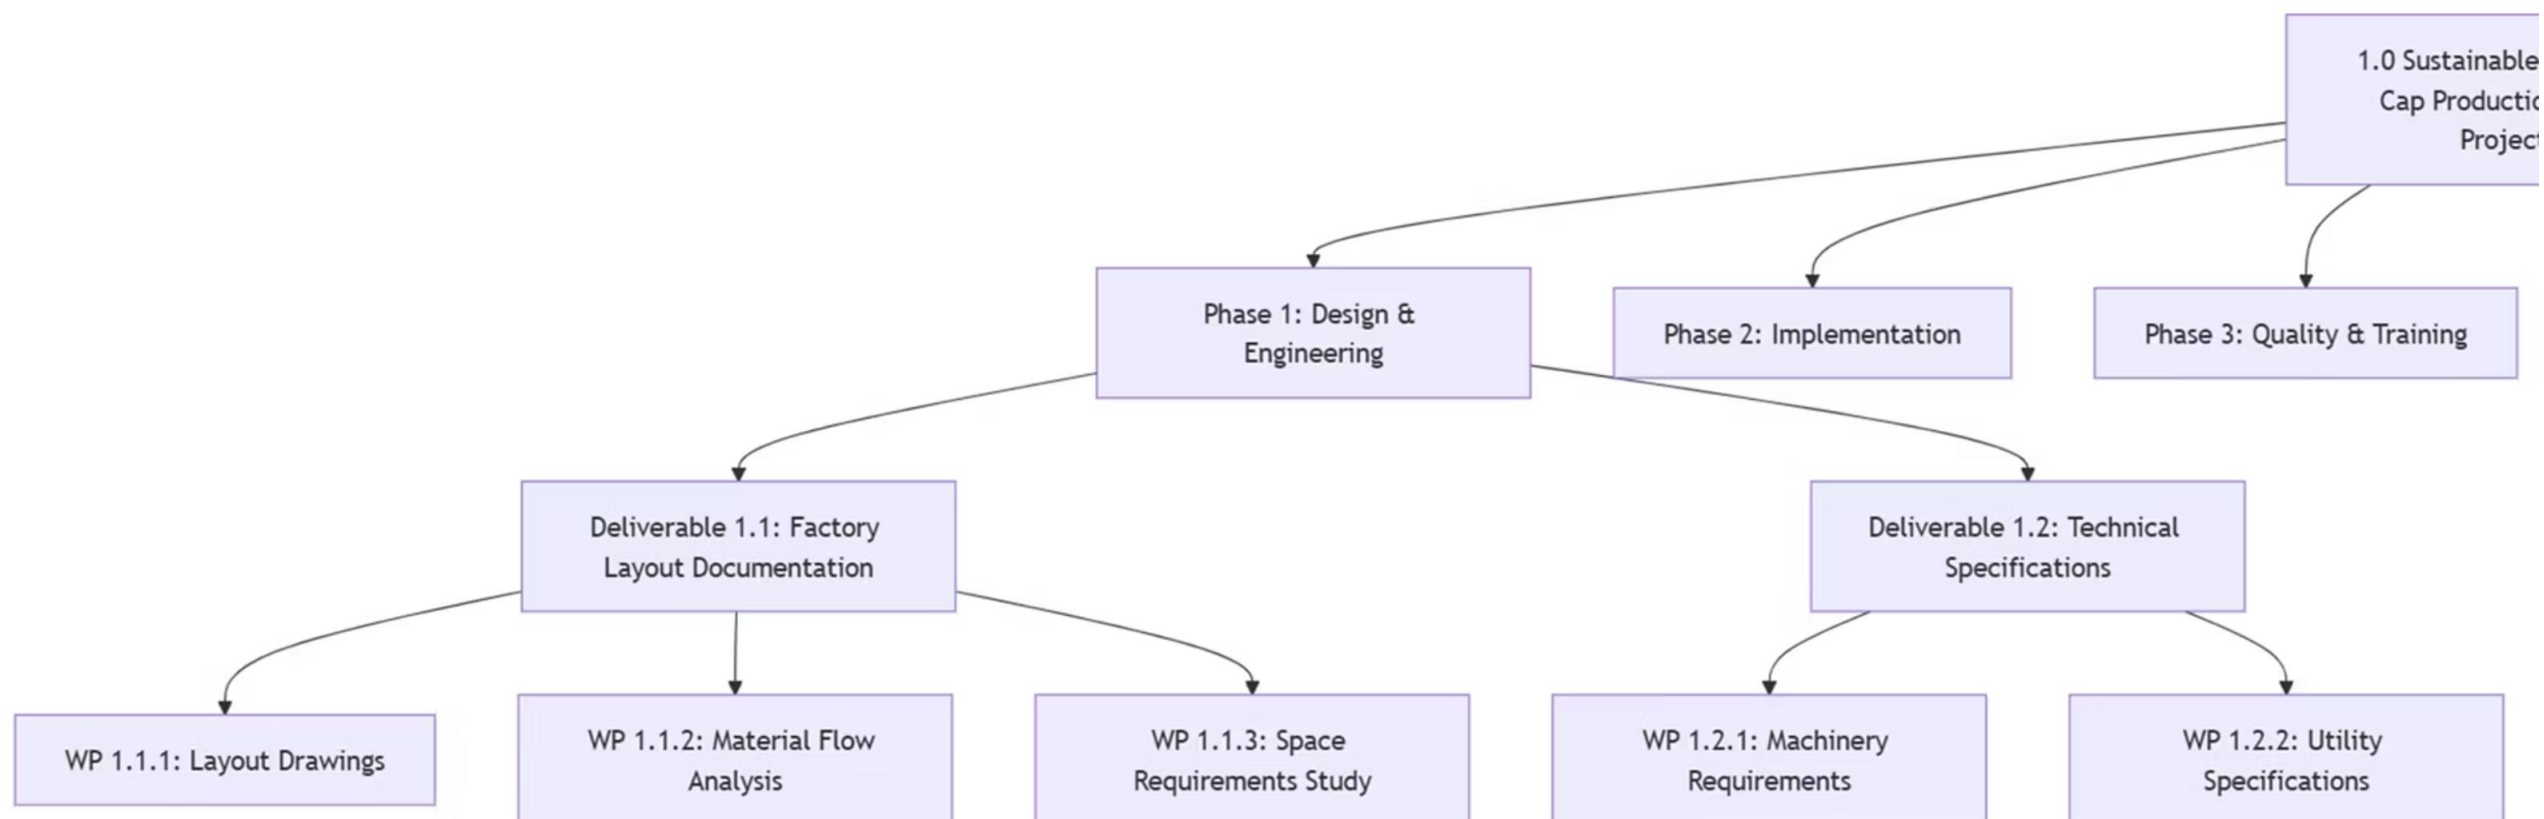 1.0 Sustainable
Cap
Phase 1: Design &
Engineering
Phase 2: Implementation
Phase 3: Quality & Training
Deliverable 1.1: Factory
Layout Documentation
Deliverable 1.2: Technical
Specifications
WP 1.1.1: Layout Drawings
WP 1.1.2: Material Flow
Analysis
WP 1.1.3: Space
Requirements Study
WP 1.2.1: Machinery
Requirements
WP 1.2.2: Utility
Specifications